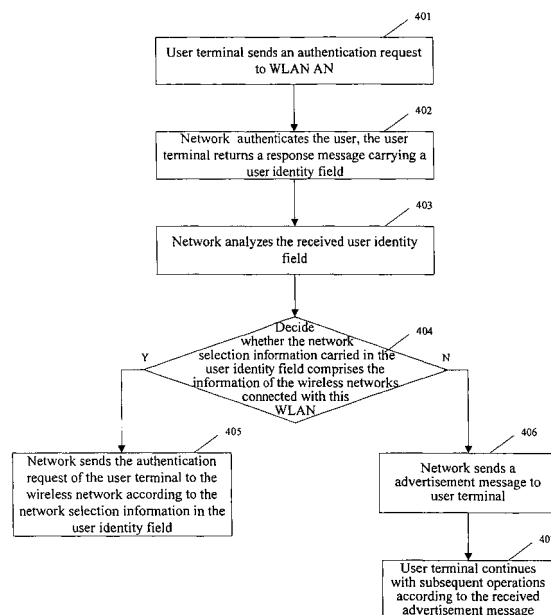 401
User terminal sends an authentication request
to WLAN AN
402
Network authenticates the user, the user
terminal returns a response message carrying a
user identity field
403
Network analyzes the received user identity
field
404
Decide
whether the network
selection information carried in the
user identity field comprises the
information of the wireless networks
connected with this
WLAN
Y
N
405
Network sends the authentication
request of the user terminal to the
wireless network according to the
network selection information in the
user identity field
406
Network sends a
advertisement message to
user terminal
User terminal continues
with subsequent operations
according to the received
advertisement message